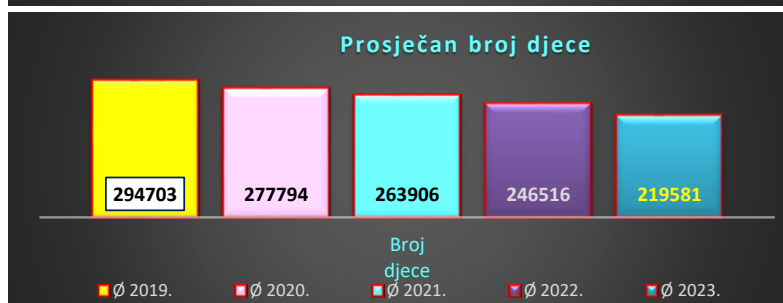 Prosječan broj djece
294703 277794 263906 246516 219581
Broj
djece
Ø 2019. Ø 2020. Ø 2021. Ø 2022. Ø 2023.